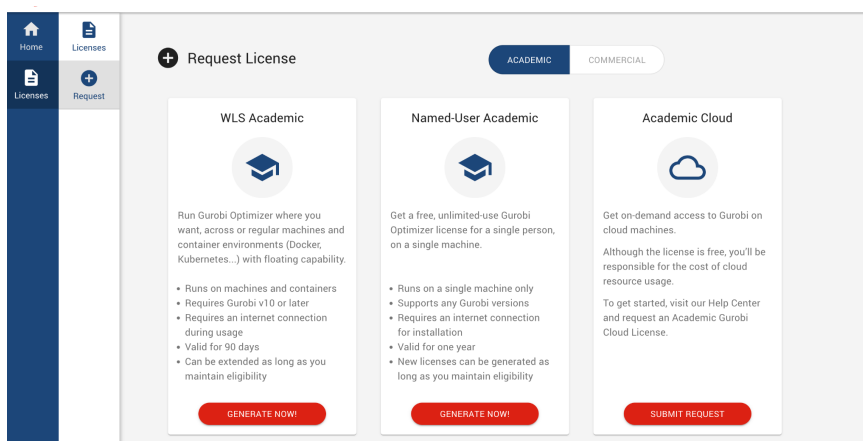 Home
Licenses
Licenses
Request
Request License
ACADEMIC
COMMERCIAL
WLS Academic
Run Gurobi Optimizer where you
want, across or regular machines and
container environments (Docker,
Kubernetes...) with floating capability.
• Runs on machines and containers
• Requires Gurobi v10 or later
• Requires an internet connection
during usage
• Valid for 90 days
• Can be extended as long as you
maintain eligibility
GENERATE NOW!
Named-User Academic
Get a free, unlimited-use Gurobi
Optimizer license for a single person,
on a single machine.
• Runs on a single machine only
• Supports any Gurobi versions
• Requires an internet connection
for installation
• Valid for one year
• New licenses can be generated as
long as you maintain eligibility
GENERATE NOW!
Academic Cloud
Get on-demand access to Gurobi on
cloud machines.
Although the license is free, you'll be
responsible for the cost of cloud
resource usage.
To get started, visit our Help Center
and request an Academic Gurobi
Cloud License.
SUBMIT REQUEST